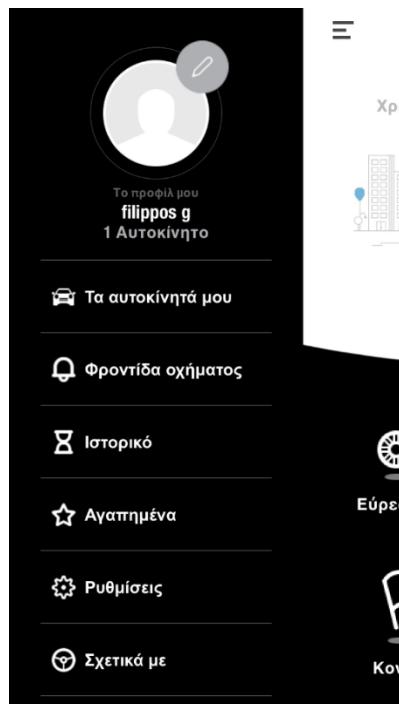 Το προφίλ μου
filippos g
1 Αυτοκίνητο
Τα αυτοκίνητά μου
Φροντίδα οχήματος
Ιστορικό
Αγαπημένα
Ρυθμίσεις
Σχετικά με